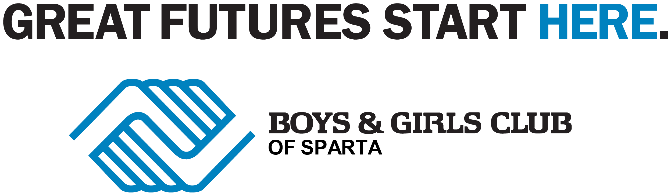 GREAT FUTURES START HERE.
BOYS & GIRLS CLUB
OF SPARTA